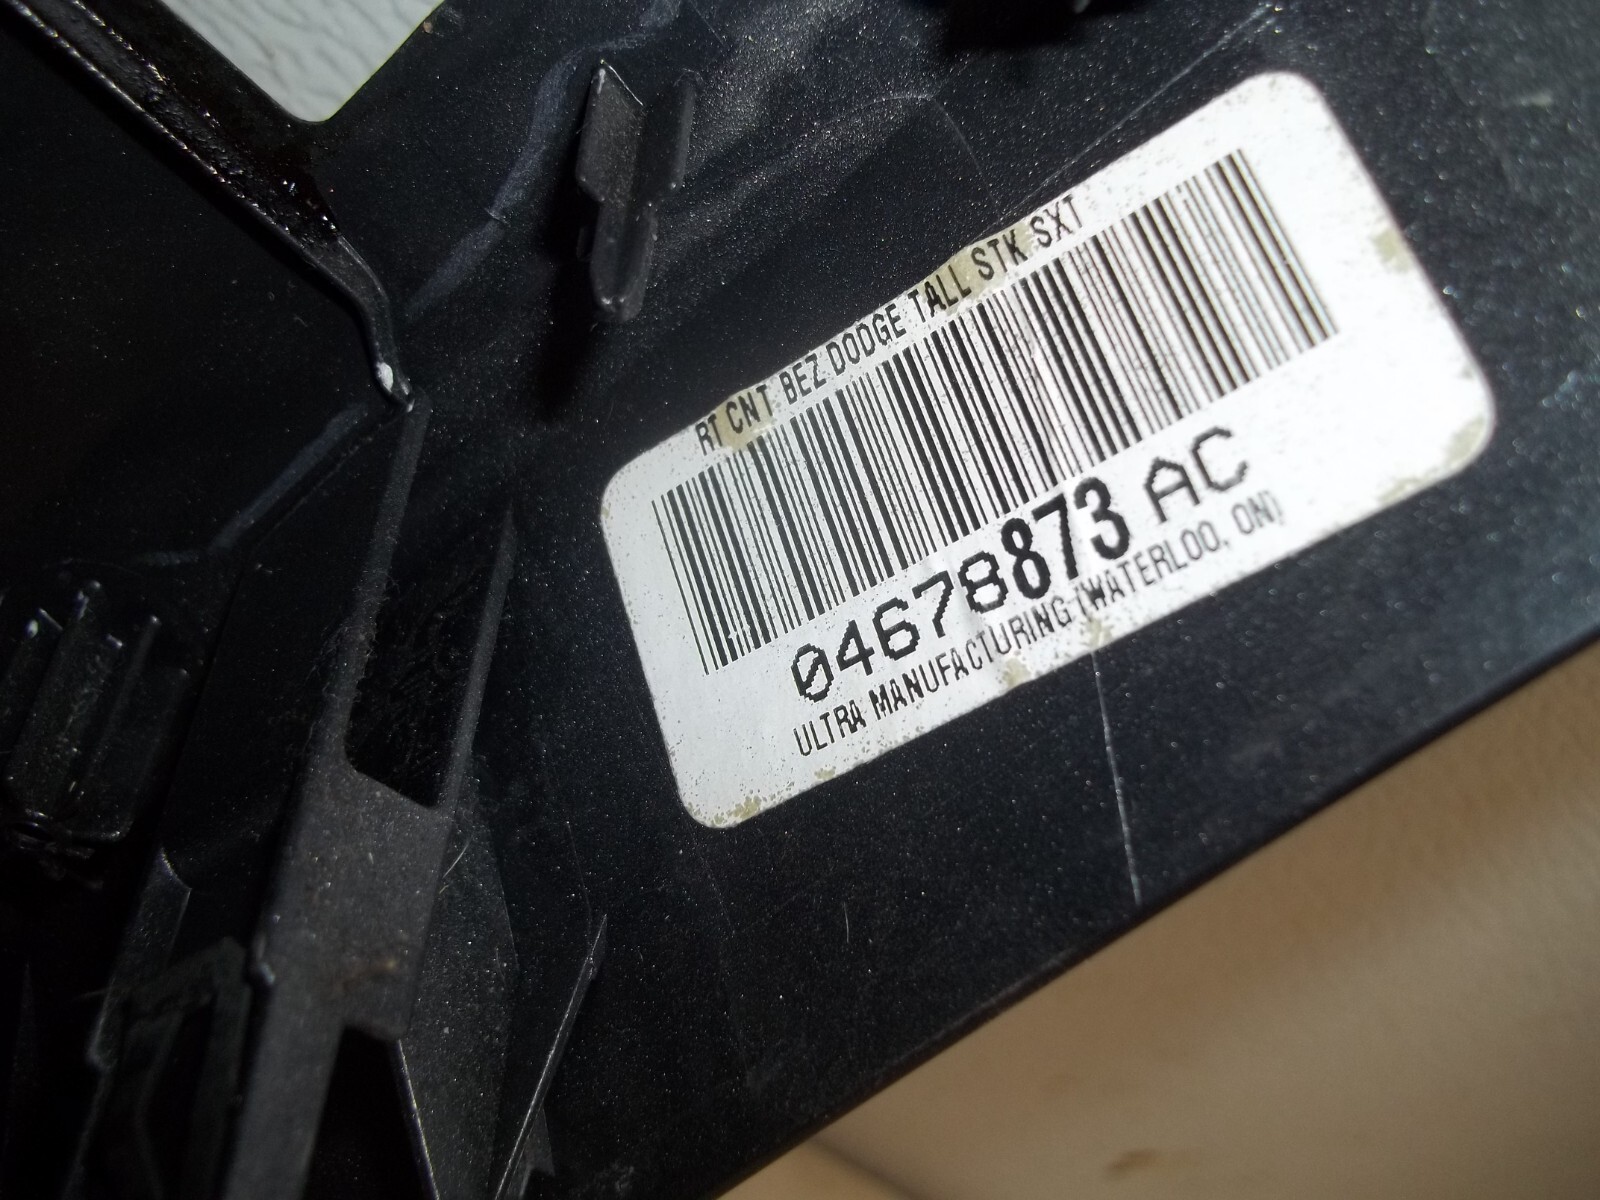 RT CNT BEZ DODGE TALL STK SXT
04678873 AC
ULTRA MANUFACTURING (WATERLOO, ON)